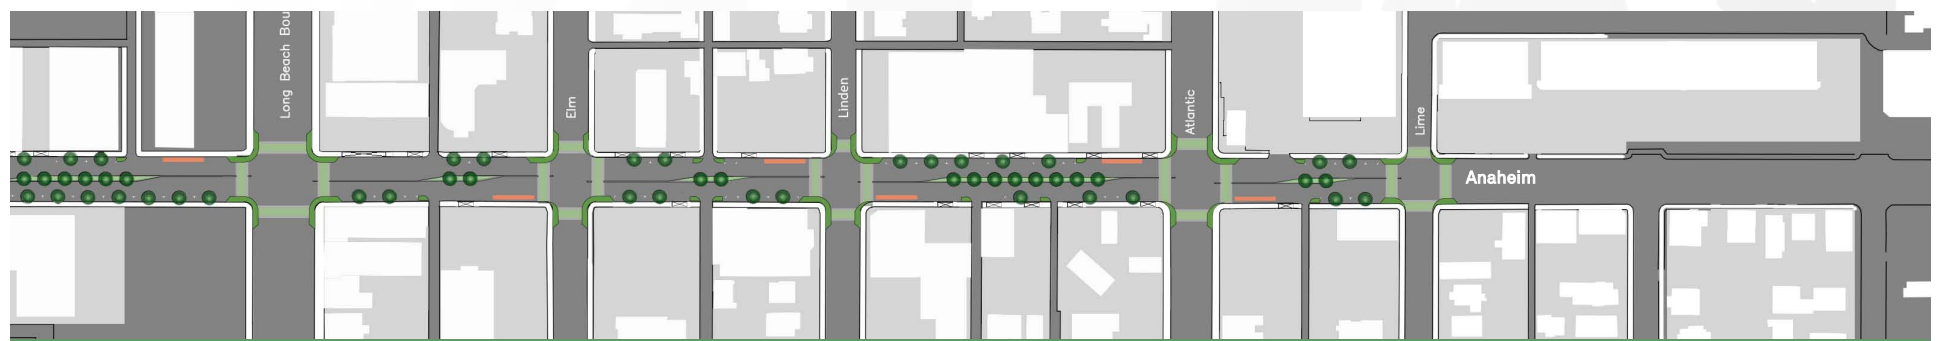 Long Beach Bou
Elm
Linden
Atlantic
Lime
Anaheim